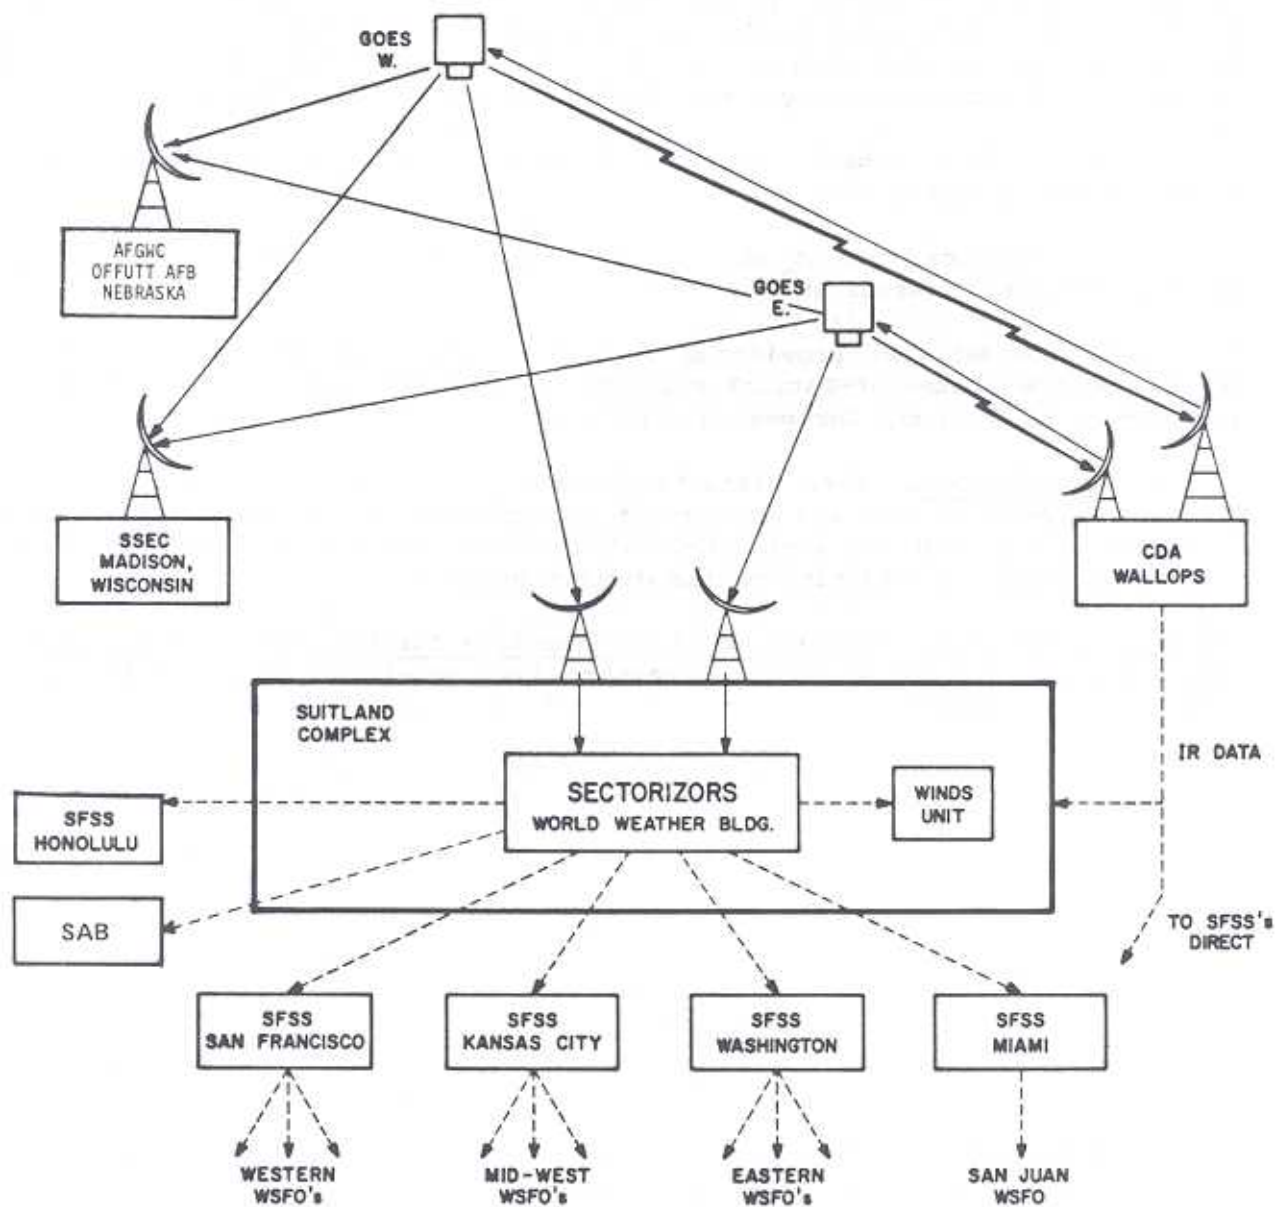 GOES
W.
AFGWC
OFFUTT AFB
NEBRASKA
GOES
E.
SSEC
MADISON,
WISCONSIN
CDA
WALLOPS
SUITLAND
COMPLEX
SECTORIZORS
WORLD WEATHER BLDG.
WINDS
UNIT
IR DATA
SFSS
HONOLULU
SAB
TO SFSS's
DIRECT
SFSS
SAN FRANCISCO
SFSS
KANSAS CITY
SFSS
WASHINGTON
SFSS
MIAMI
WESTERN
WSFO's
MID-WEST
WSFO's
EASTERN
WSFO's
SAN JUAN
WSFO